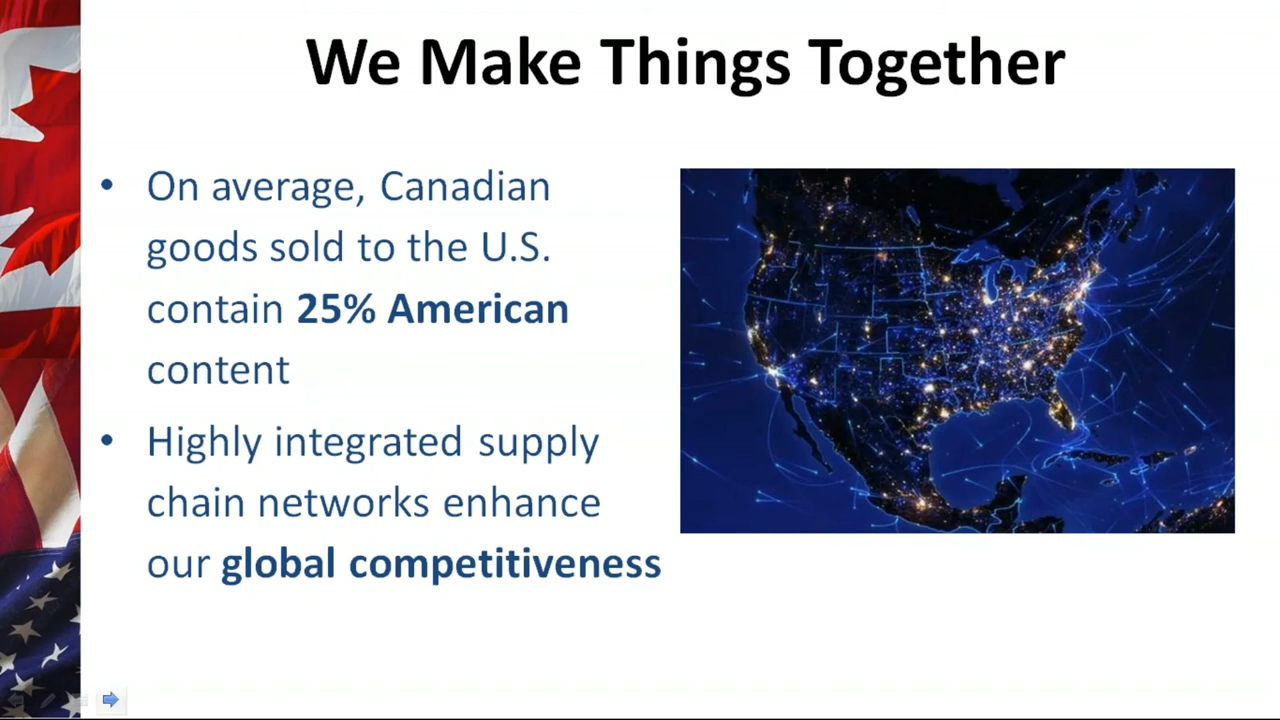 We Make Things Together
• On average, Canadian
goods sold to the U.S.
contain 25% American
content
• Highly integrated supply
chain networks enhance
our global competitiveness